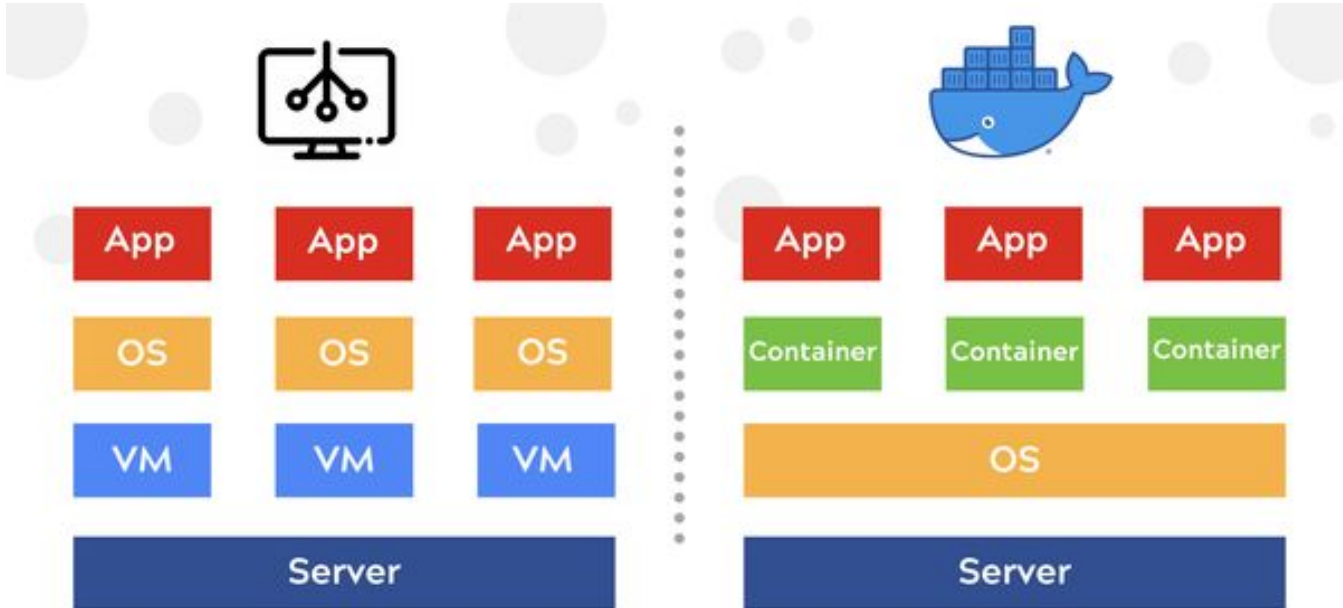 App App App
OS OS OS
VM VM VM
Server
App App App
Container Container Container
OS
Server